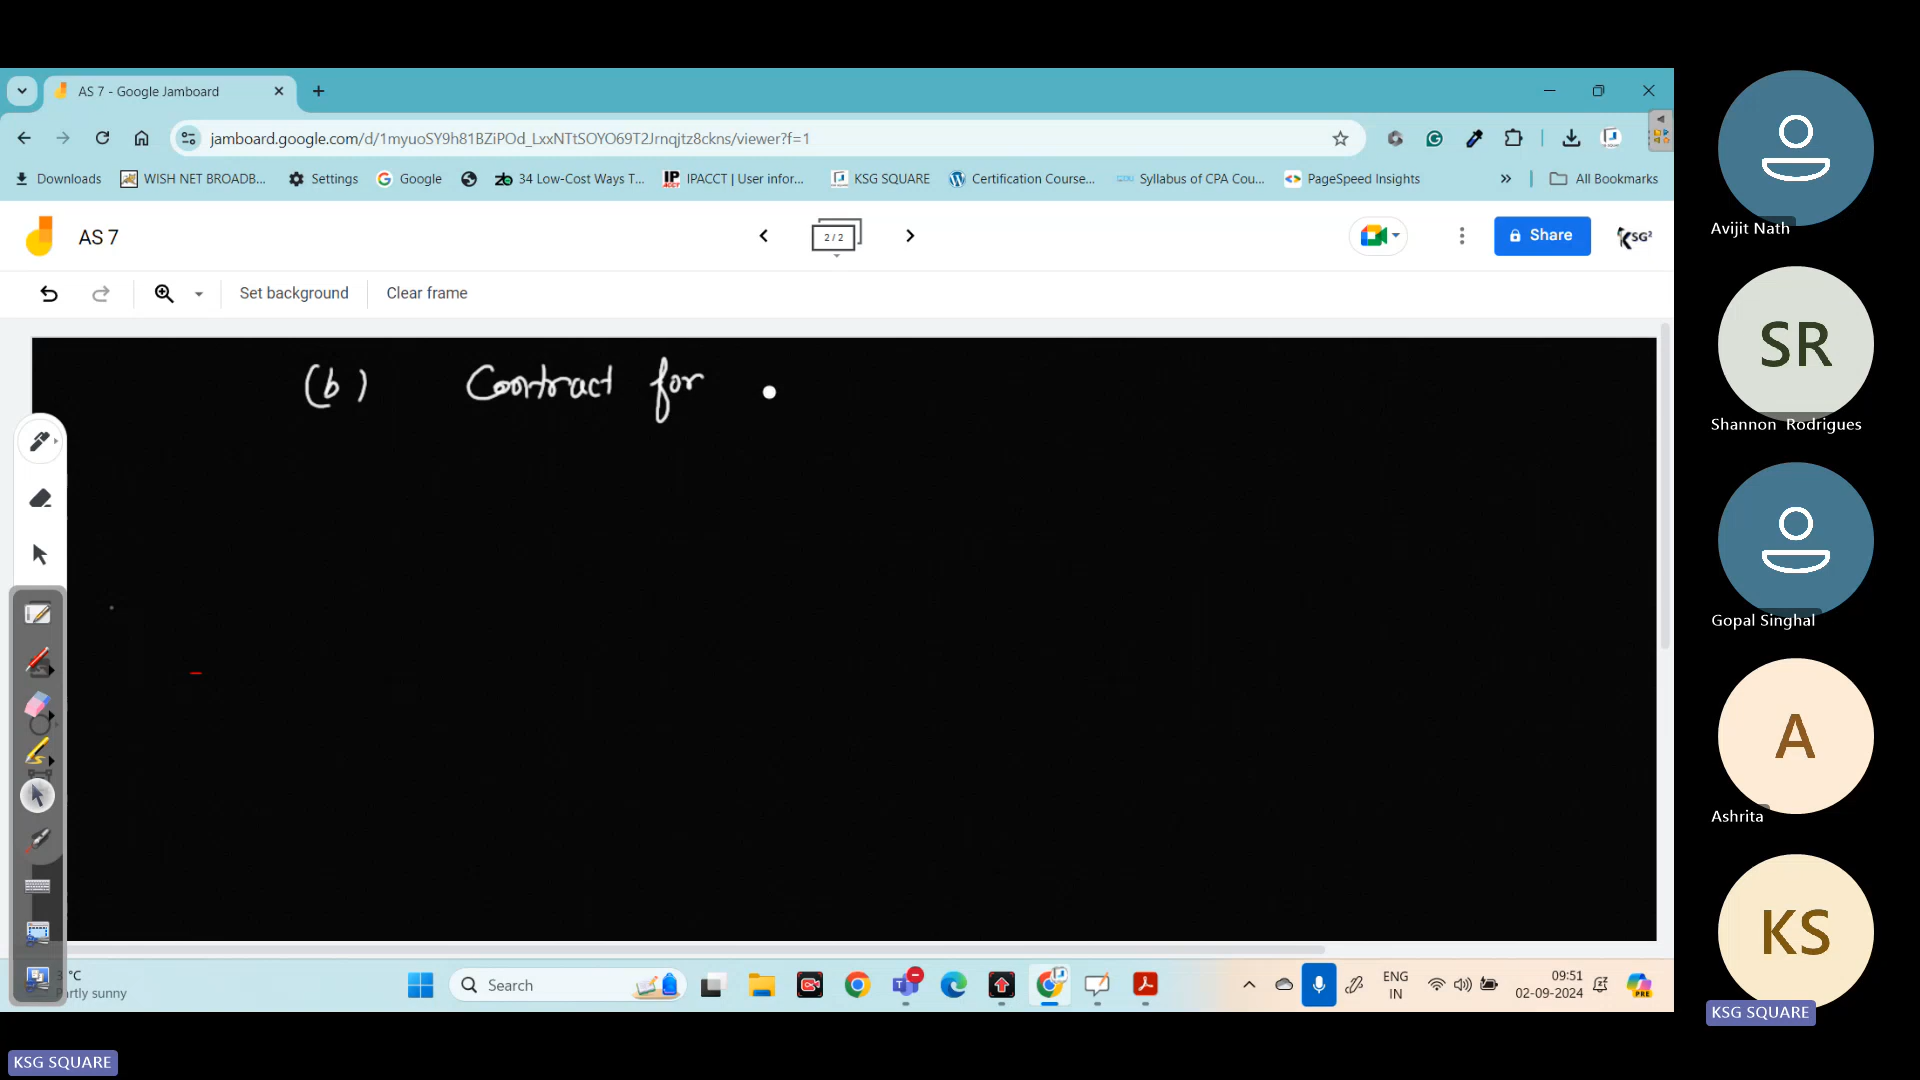 AS 7 - Google Jamboard
jamboard.google.com/d/1myuoSY9h81BZiPOd_LxxNTtSOYO69T2Jrnqjtz8ckns/viewer?f=1
Downloads WISH NET BROADB... Settings Google 34 Low-Cost Ways T... IPACCT | User infor... KSG SQUARE Certification Course... Syllabus of CPA Cou... PageSpeed Insights » All Bookmarks
AS 7 2 / 2 Share KSG²
Set background Clear frame
(b) Contract for
Avijit Nath
SR
Shannon Rodrigues
Gopal Singhal
A
Ashrita
KS
KSG SQUARE
°C
Partly sunny
Search
ENG
IN
09:51
02-09-2024
KSG SQUARE